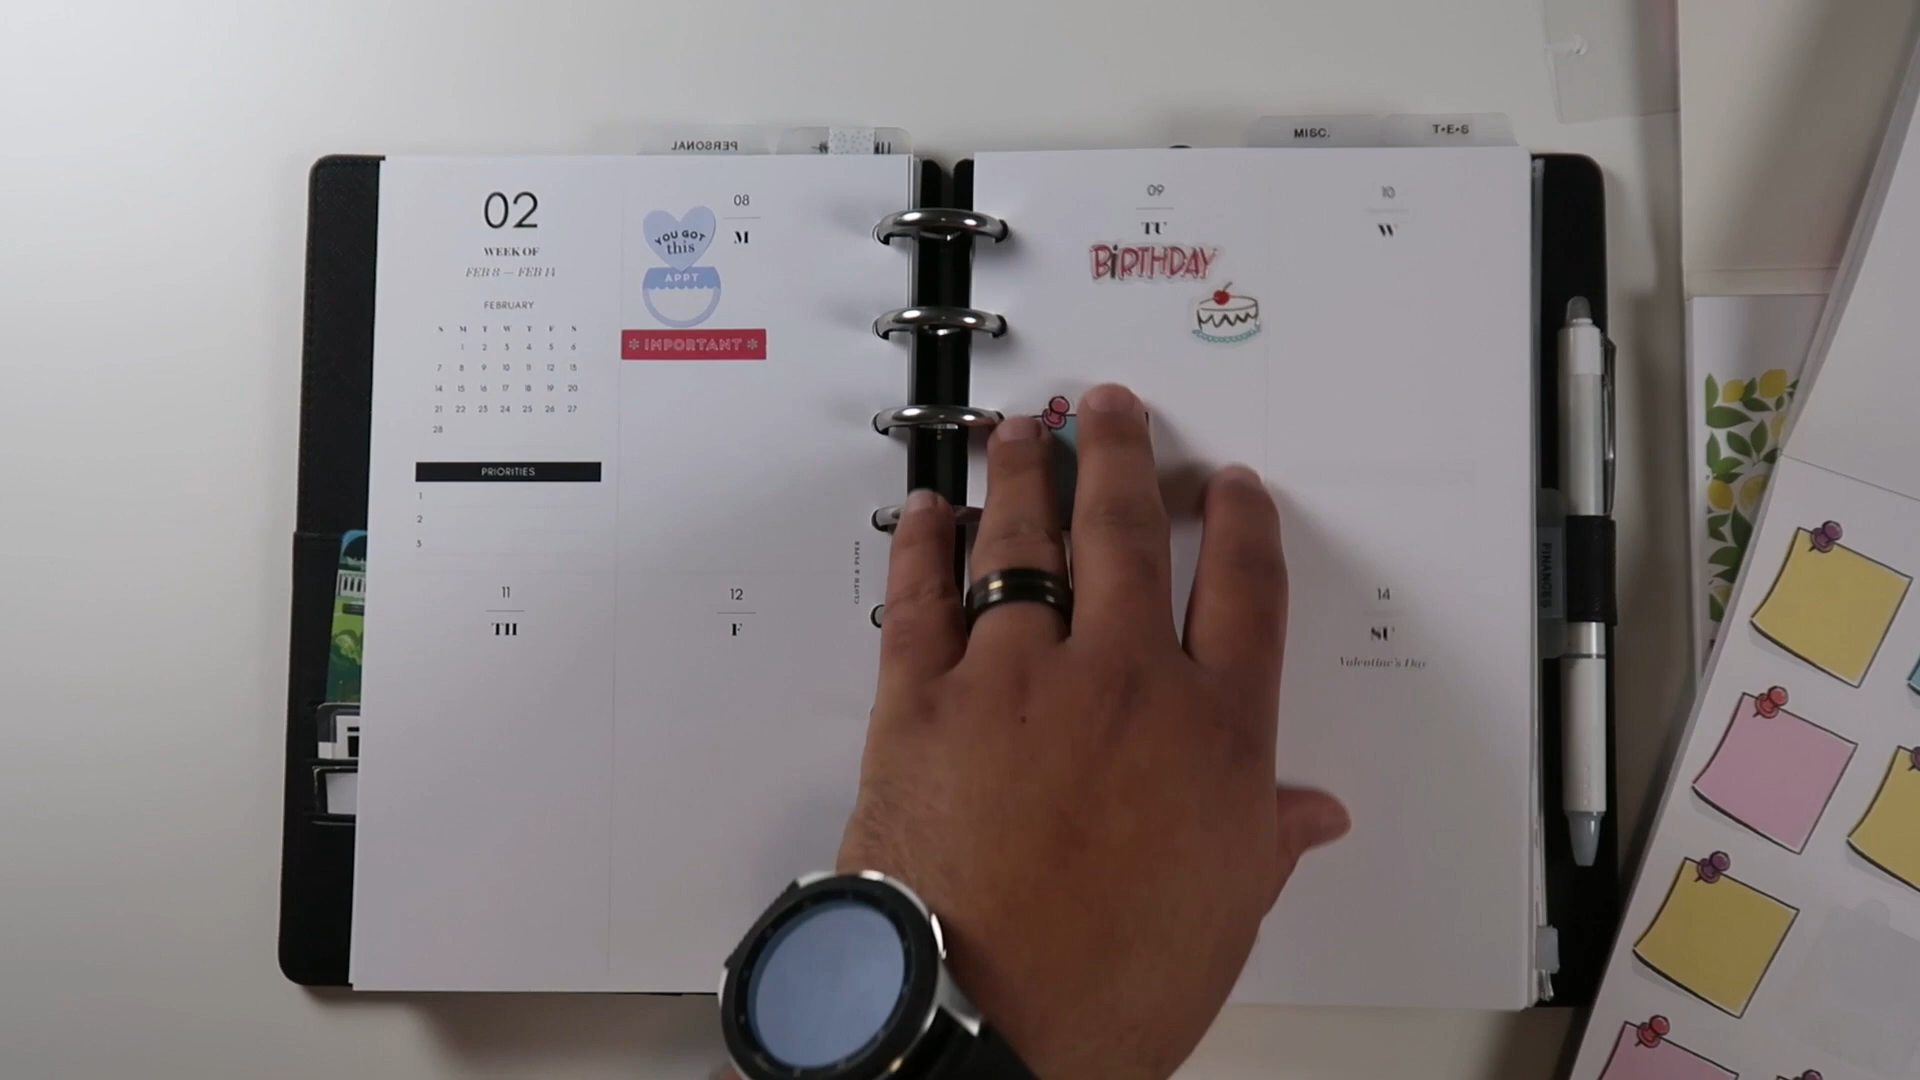 PERSONAL
MISC.
T•E•S
02
WEEK OF
FEB 8 — FEB 14
FEBRUARY
S M T W T F S
1 2 3 4 5 6
7 8 9 10 11 12 13
14 15 16 17 18 19 20
21 22 23 24 25 26 27
28
PRIORITIES
1
2
3
08
M
YOU GOT
this
APPT
IMPORTANT
11
TH
12
F
CLOTH & PAPER
09
TU
BIRTHDAY
10
W
14
SU
Valentine's Day
FINANCES